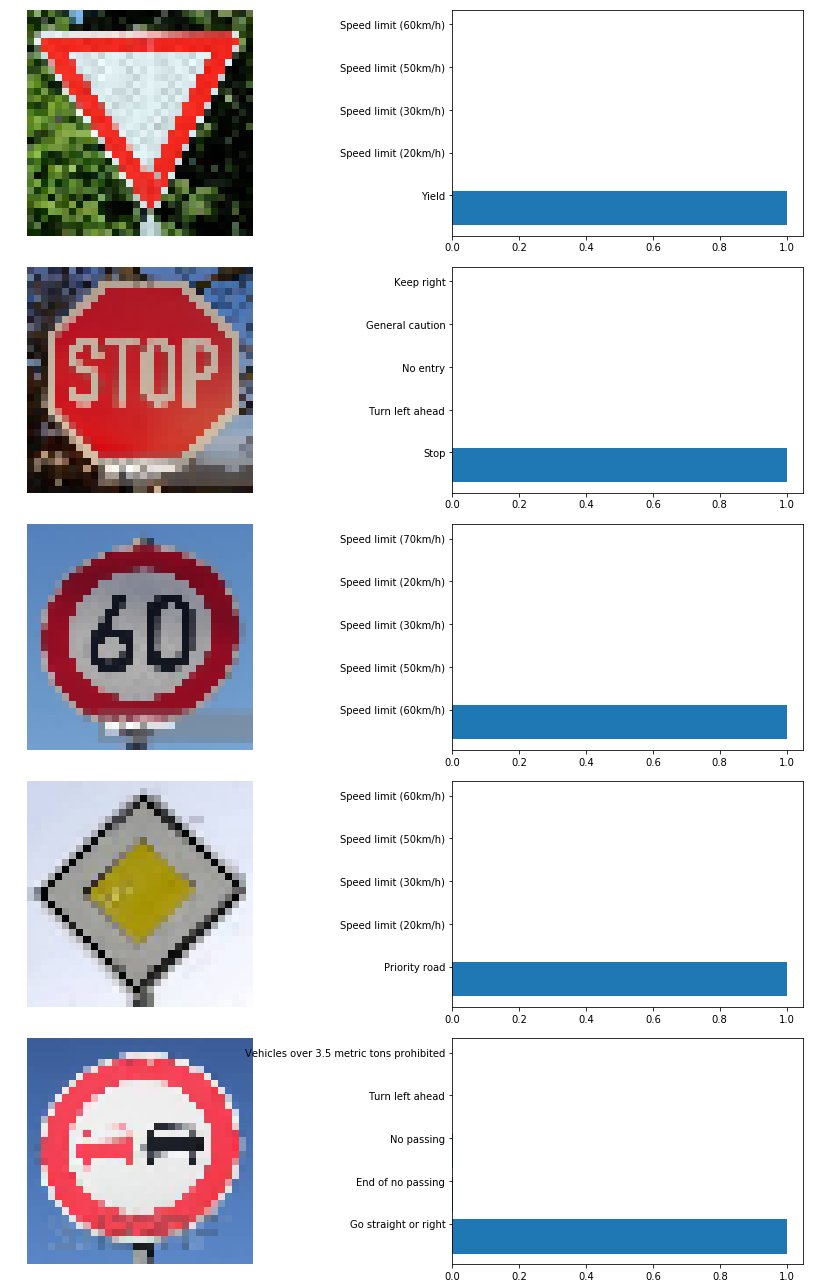 Speed limit (60km/h)
Speed limit (50km/h)
Speed limit (30km/h)
Speed limit (20km/h)
Yield
0.0 0.2 0.4 0.6 0.8 1.0
STOP
Keep right
General caution
No entry
Turn left ahead
Stop
0.0 0.2 0.4 0.6 0.8 1.0
60
Speed limit (70km/h)
Speed limit (20km/h)
Speed limit (30km/h)
Speed limit (50km/h)
Speed limit (60km/h)
0.0 0.2 0.4 0.6 0.8 1.0
Speed limit (60km/h)
Speed limit (50km/h)
Speed limit (30km/h)
Speed limit (20km/h)
Priority road
0.0 0.2 0.4 0.6 0.8 1.0
Vehicles over 3.5 metric tons prohibited
Turn left ahead
No passing
End of no passing
Go straight or right
0.0 0.2 0.4 0.6 0.8 1.0